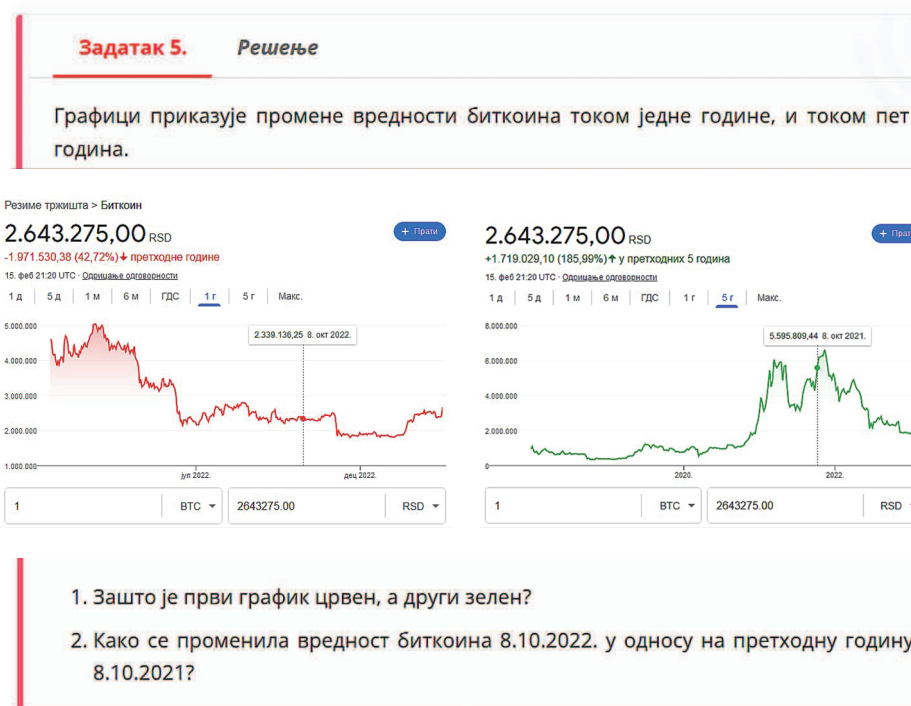 Задатак 5. Решење
Графици приказује промене вредности биткоина током једне године, и током пет
година.
Резиме тржишта > Биткоин
2.643.275,00 RSD
+ Прати
-1.971.530,38 (42,72%) ↓ претходне године
15. феб 21:20 UTC · Одрицање одговорности
1 д 5 д 1 м 6 м ГДС 1 г 5 г Макс.
5.000.000
4.000.000
3.000.000
2.000.000
1.000.000
2.339.136,25 8. окт 2022.
јул 2022. дец 2022.
1 BTC 2643275.00 RSD
2.643.275,00 RSD
+1.719.029,10 (185,99%) ↑ у претходних 5 година
15. феб 21:20 UTC · Одрицање одговорности
1 д 5 д 1 м 6 м ГДС 1 г 5 г Макс.
8.000.000
6.000.000
4.000.000
2.000.000
0
5.595.809,44 8. окт 2021.
2020. 2022.
1 BTC 2643275.00 RSD
1. Зашто је први график црвен, а други зелен?
2. Како се променила вредност биткоина 8.10.2022. у односу на претходну годину
8.10.2021?